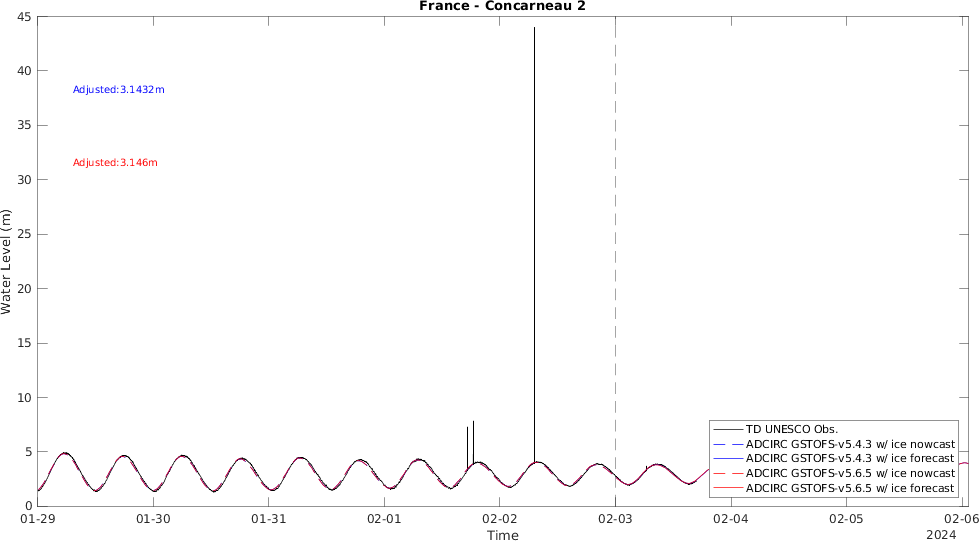 France - Concarneau 2
45
40
35
30
25
20
15
10
5
0
Water Level (m)
Adjusted:3.1432m
Adjusted:3.146m
TD UNESCO Obs.
ADCIRC GSTOFS-v5.4.3 w/ ice nowcast
ADCIRC GSTOFS-v5.4.3 w/ ice forecast
ADCIRC GSTOFS-v5.6.5 w/ ice nowcast
ADCIRC GSTOFS-v5.6.5 w/ ice forecast
01-29 01-30 01-31 02-01 02-02 02-03 02-04 02-05 02-06
Time
2024